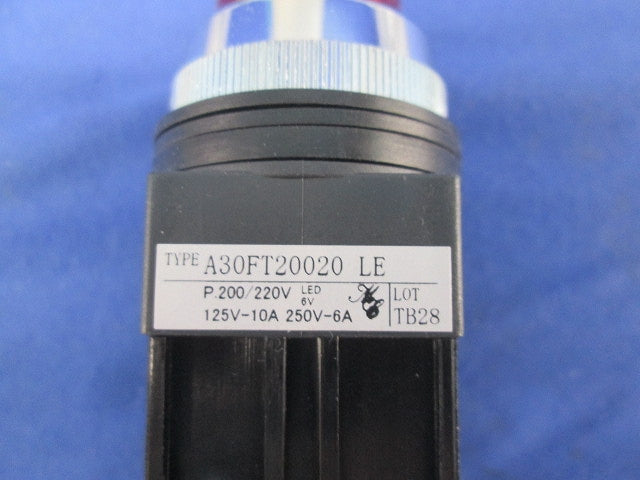 TYPE A30FT20020 LE
P.200/220V LED 6V
125V-10A 250V-6A
LOT
TB28